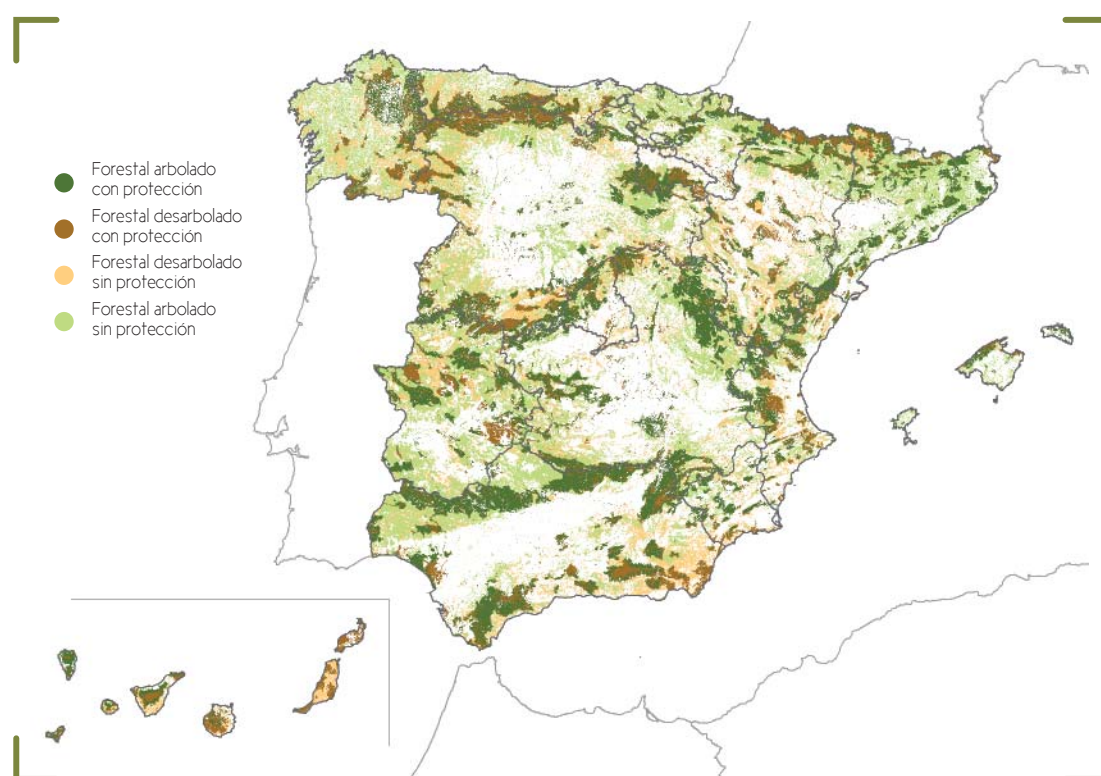 Forestal arbolado
con protección
Forestal desarbolado
con protección
Forestal desarbolado
sin protección
Forestal arbolado
sin protección